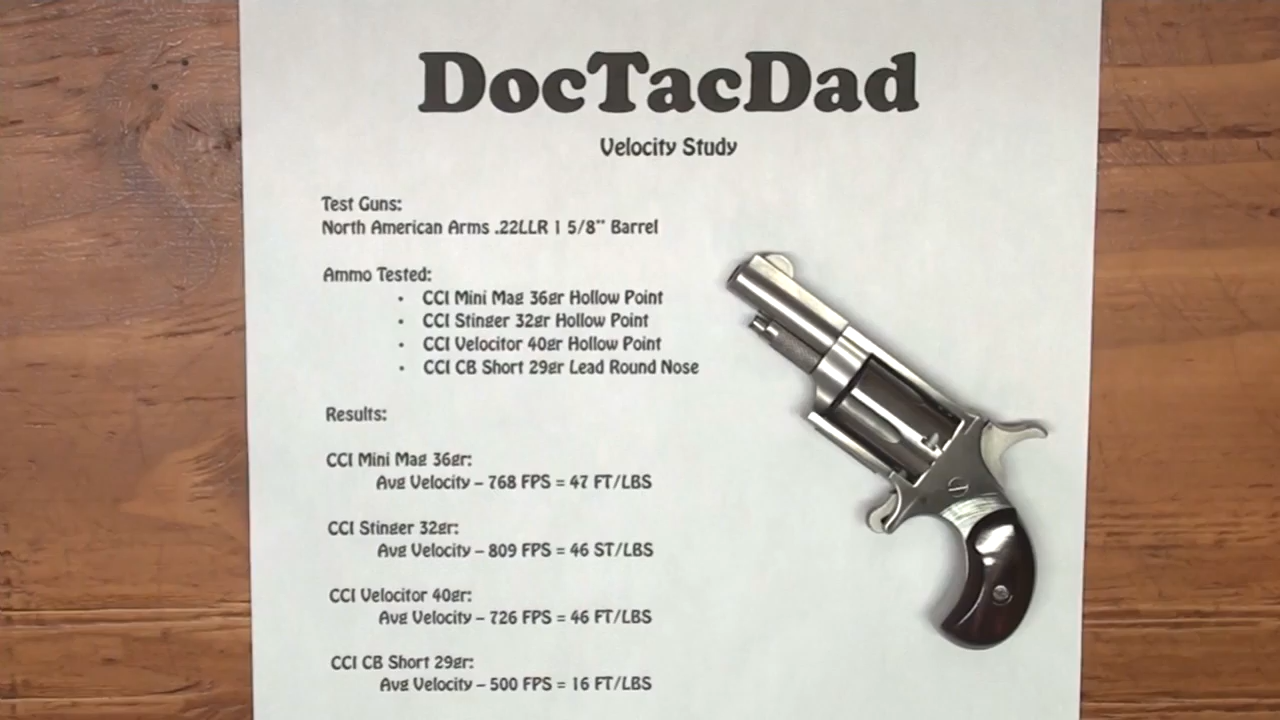 DocTacDad
Velocity Study
Test Guns:
North American Arms .22LLR 1 5/8" Barrel
Ammo Tested:
• CCI Mini Mag 36gr Hollow Point
• CCI Stinger 32gr Hollow Point
• CCI Velocitor 40gr Hollow Point
• CCI CB Short 29gr Lead Round Nose
Results:
CCI Mini Mag 36gr:
Avg Velocity – 768 FPS = 47 FT/LBS
CCI Stinger 32gr:
Avg Velocity – 809 FPS = 46 ST/LBS
CCI Velocitor 40gr:
Avg Velocity – 726 FPS = 46 FT/LBS
CCI CB Short 29gr:
Avg Velocity – 500 FPS = 16 FT/LBS